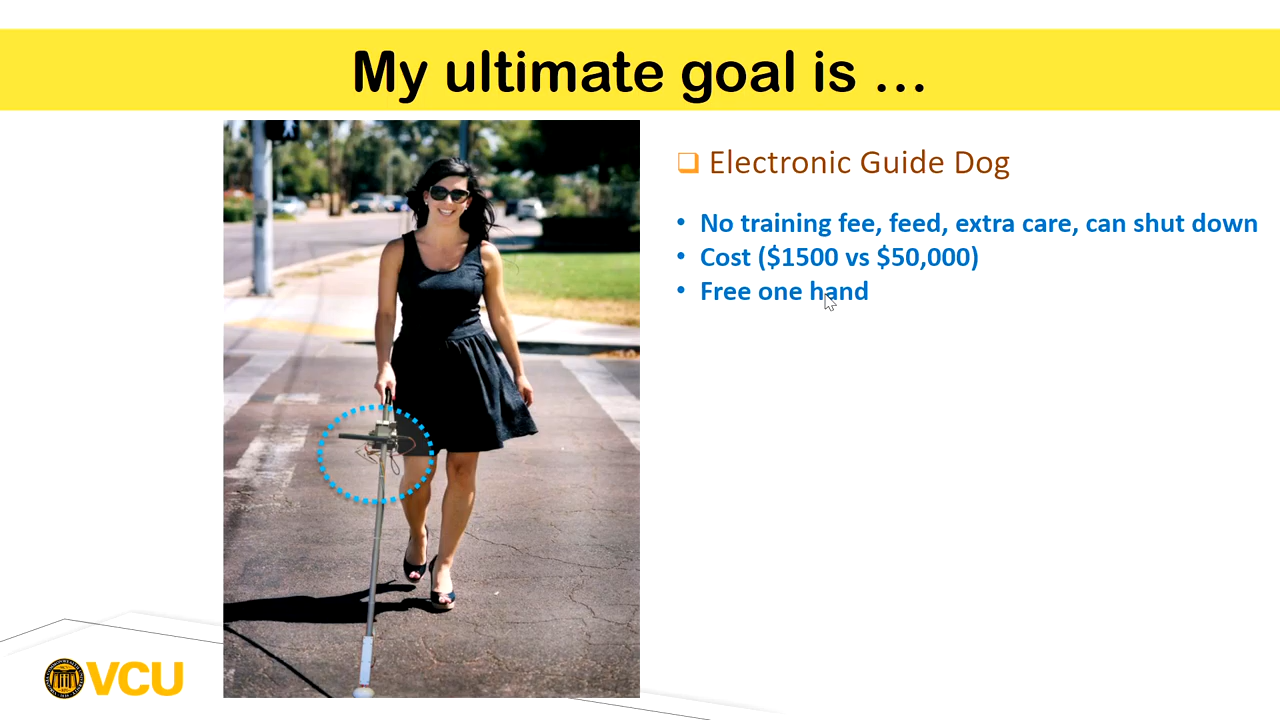 My ultimate goal is ...
❑ Electronic Guide Dog
• No training fee, feed, extra care, can shut down
• Cost ($1500 vs $50,000)
• Free one hand
VCU